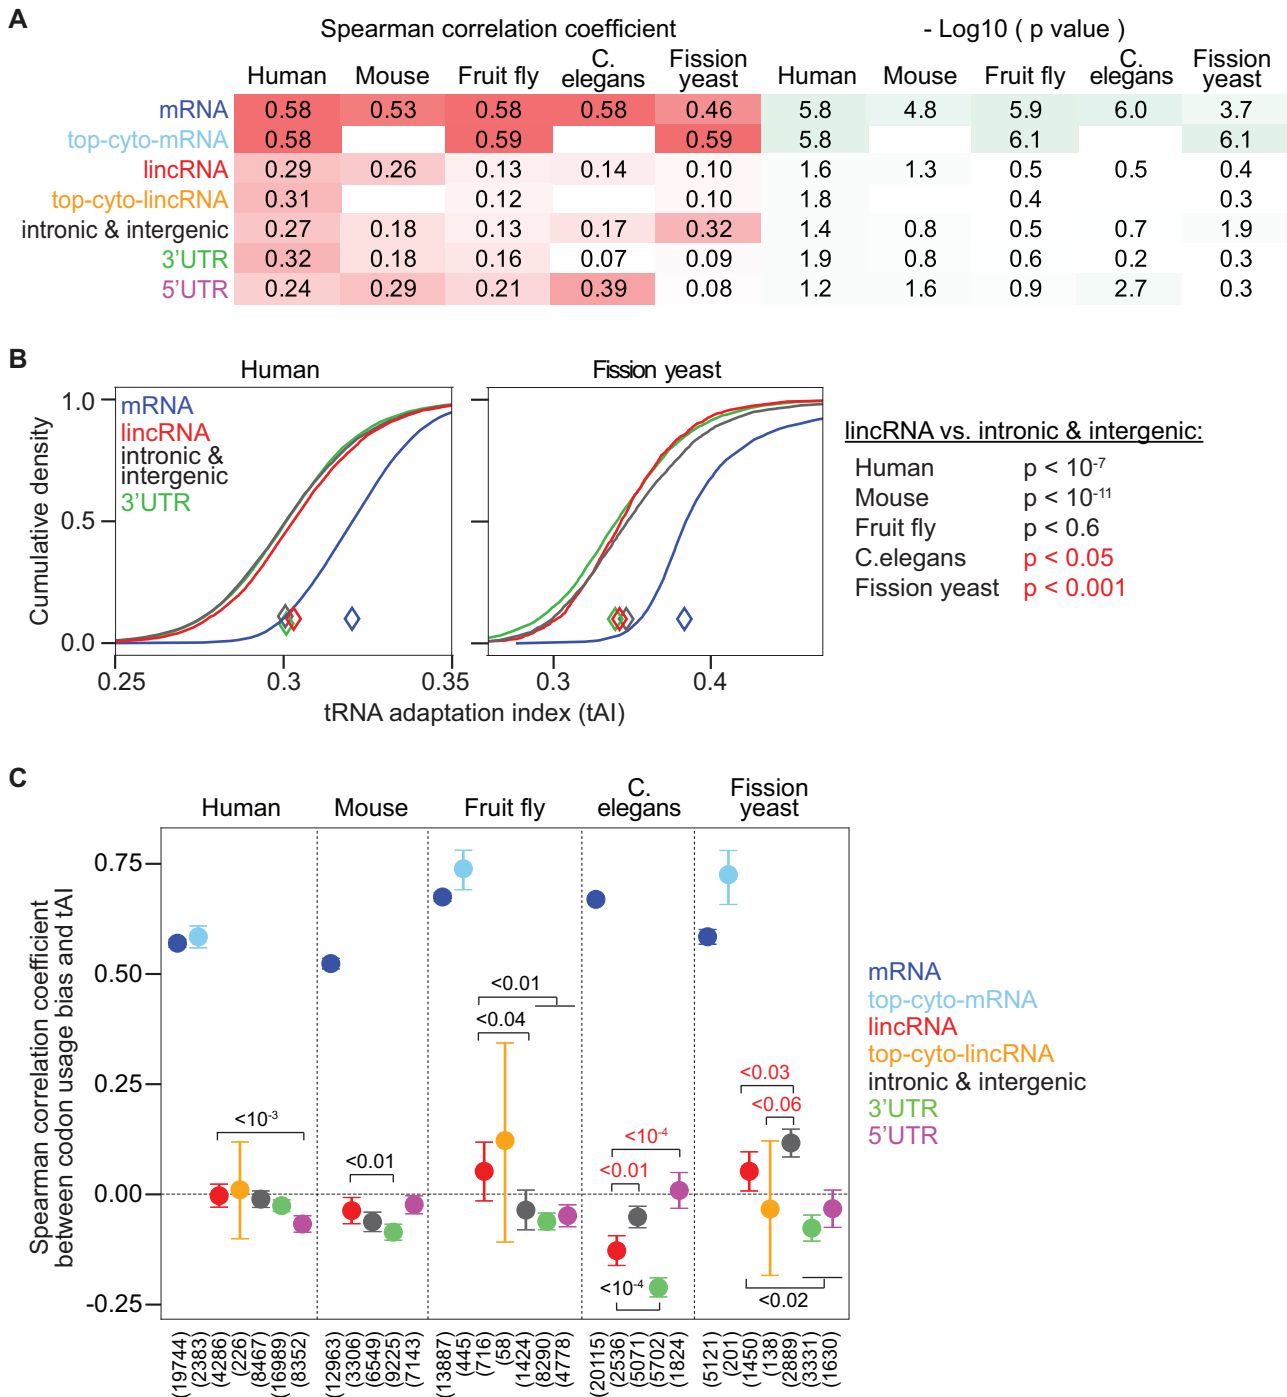 A
Spearman correlation coefficient
- Log10 ( p value )
Human Mouse Fruit fly C. elegans Fission yeast Human Mouse Fruit fly C. elegans Fission yeast
mRNA 0.58 0.53 0.58 0.58 0.46 5.8 4.8 5.9 6.0 3.7
top-cyto-mRNA 0.58 0.59 0.59 5.8 6.1 6.1
lincRNA 0.29 0.26 0.13 0.14 0.10 1.6 1.3 0.5 0.5 0.4
top-cyto-lincRNA 0.31 0.12 0.10 1.8 0.4 0.3
intronic & intergenic 0.27 0.18 0.13 0.17 0.32 1.4 0.8 0.5 0.7 1.9
3'UTR 0.32 0.18 0.16 0.07 0.09 1.9 0.8 0.6 0.2 0.3
5'UTR 0.24 0.29 0.21 0.39 0.08 1.2 1.6 0.9 2.7 0.3
B
Human
Fission yeast
Cumulative density
1.0
0.5
0.0
mRNA
lincRNA
intronic &
intergenic
3'UTR
0.25 0.3 0.35
0.3 0.4
tRNA adaptation index (tAI)
lincRNA vs. intronic & intergenic:
Human p < 10⁻⁷
Mouse p < 10⁻¹¹
Fruit fly p < 0.6
C.elegans p < 0.05
Fission yeast p < 0.001
C
Human Mouse Fruit fly C. elegans Fission yeast
Spearman correlation coefficient
between codon usage bias and tAI
0.75
0.50
0.25
0.00
-0.25
<10⁻³
<0.01
<0.01
<0.04
<10⁻⁴
<0.01
<10⁻⁴
<0.03
<0.06
<0.02
mRNA
top-cyto-mRNA
lincRNA
top-cyto-lincRNA
intronic & intergenic
3'UTR
5'UTR
(19744)
(2383)
(4286)
(226)
(8467)
(16989)
(8352)
(12963)
(3306)
(6549)
(9225)
(7143)
(13887)
(445)
(716)
(58)
(1424)
(8290)
(4778)
(20115)
(2536)
(5071)
(5702)
(1824)
(5121)
(201)
(1450)
(138)
(2889)
(3331)
(1630)